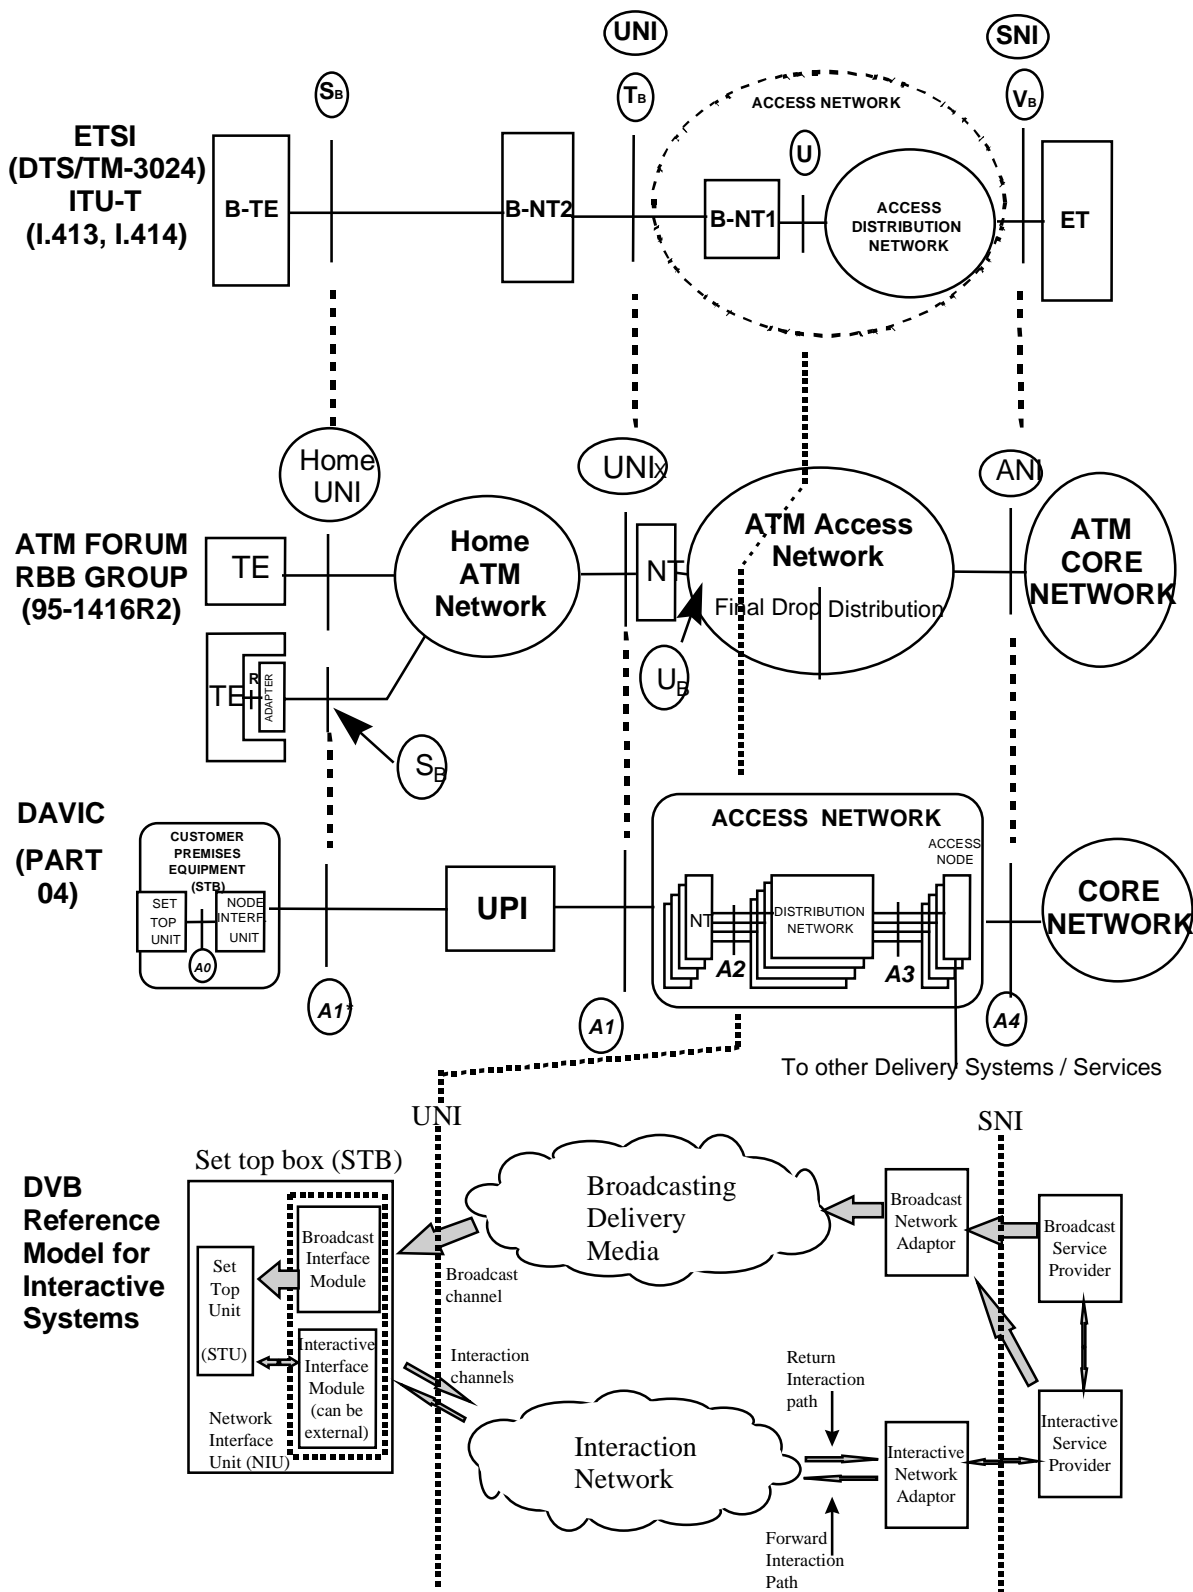 UNI
SNI
SB
TB
VB
ACCESS NETWORK
ETSI
(DTS/TM-3024)
ITU-T
(I.413, I.414)
B-TE
B-NT2
B-NT1
U
ACCESS
DISTRIBUTION
NETWORK
ET
Home
UNI
UNIX
ANI
ATM FORUM
RBB GROUP
(95-1416R2)
TE
Home
ATM
Network
NT
ATM Access
Network
Final Drop
Distribution
ATM
CORE
NETWORK
TE
R
ADAPTER
UB
SB
DAVIC
(PART
04)
CUSTOMER
PREMISES
EQUIPMENT
(STB)
SET
TOP
UNIT
NODE
INTERF.
UNIT
A0
A1*
UPI
A1
ACCESS NETWORK
ACCESS
NODE
NT
A2
DISTRIBUTION
NETWORK
A3
A4
CORE
NETWORK
To other Delivery Systems / Services
UNI
SNI
DVB
Reference
Model for
Interactive
Systems
Set top box (STB)
Set
Top
Unit
(STU)
Broadcast
Interface
Module
Interactive
Interface
Module
(can be
external)
Network
Interface
Unit (NIU)
Broadcast
channel
Interaction
channels
Broadcasting
Delivery
Media
Broadcast
Network
Adaptor
Broadcast
Service
Provider
Return
Interaction
path
Interaction
Network
Interactive
Network
Adaptor
Interactive
Service
Provider
Forward
Interaction
Path